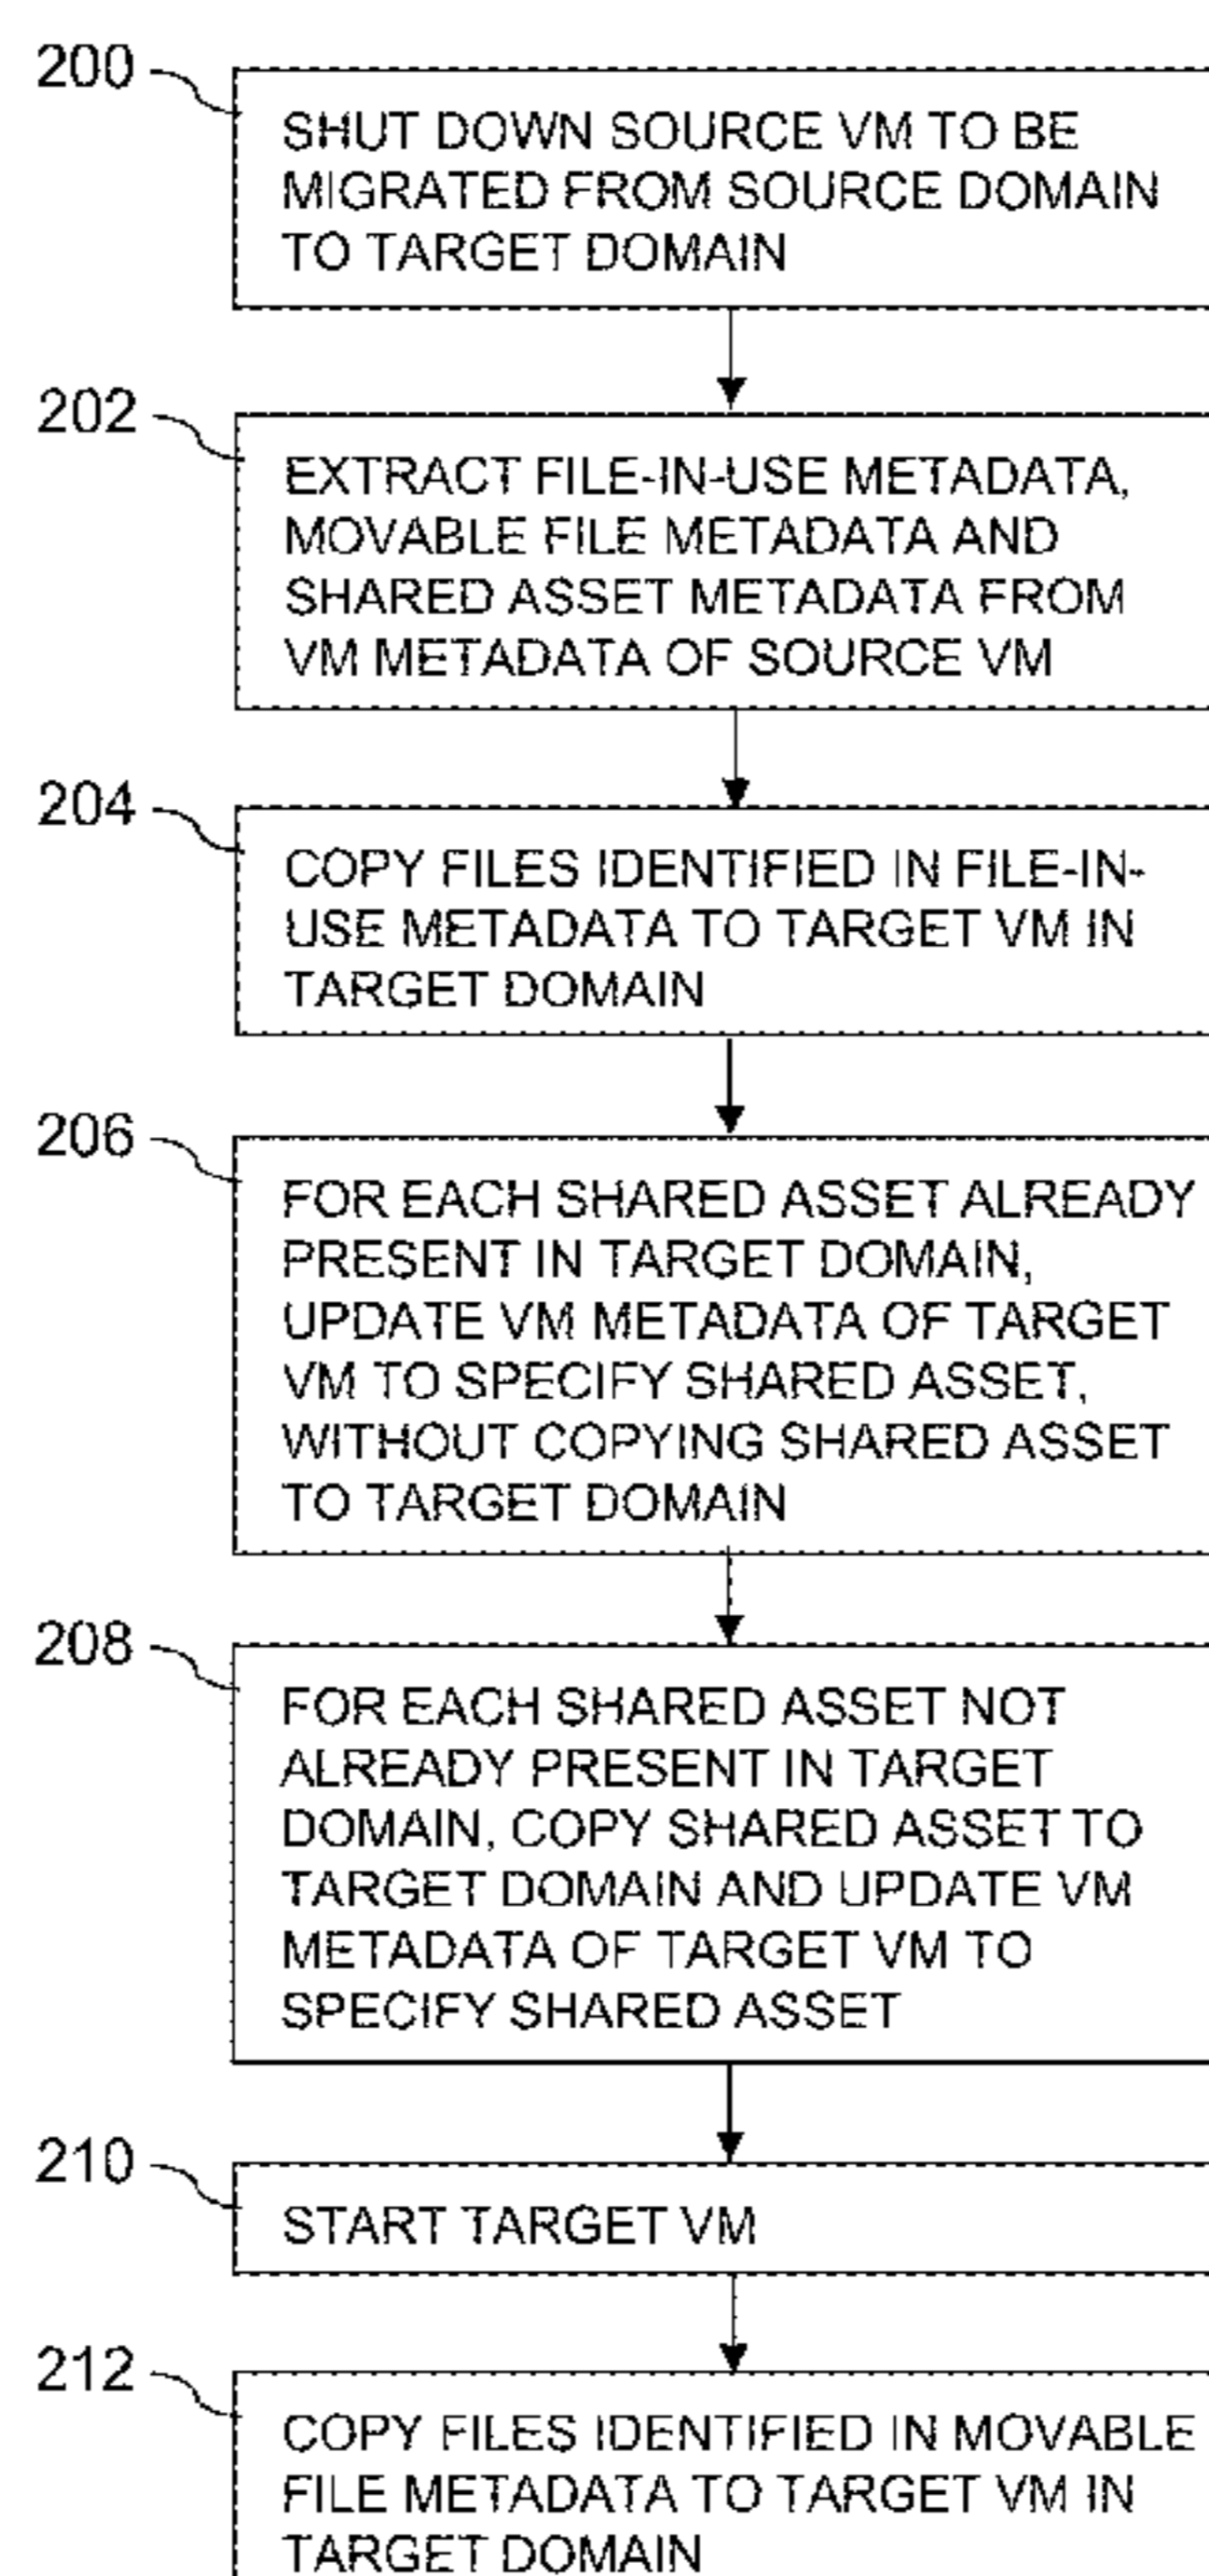 200
SHUT DOWN SOURCE VM TO BE
MIGRATED FROM SOURCE DOMAIN
TO TARGET DOMAIN
202
EXTRACT FILE-IN-USE METADATA,
MOVABLE FILE METADATA AND
SHARED ASSET METADATA FROM
VM METADATA OF SOURCE VM
204
COPY FILES IDENTIFIED IN FILE-IN-
USE METADATA TO TARGET VM IN
TARGET DOMAIN
206
FOR EACH SHARED ASSET ALREADY
PRESENT IN TARGET DOMAIN,
UPDATE VM METADATA OF TARGET
VM TO SPECIFY SHARED ASSET,
WITHOUT COPYING SHARED ASSET
TO TARGET DOMAIN
208
FOR EACH SHARED ASSET NOT
ALREADY PRESENT IN TARGET
DOMAIN, COPY SHARED ASSET TO
TARGET DOMAIN AND UPDATE VM
METADATA OF TARGET VM TO
SPECIFY SHARED ASSET
210
START TARGET VM
212
COPY FILES IDENTIFIED IN MOVABLE
FILE METADATA TO TARGET VM IN
TARGET DOMAIN